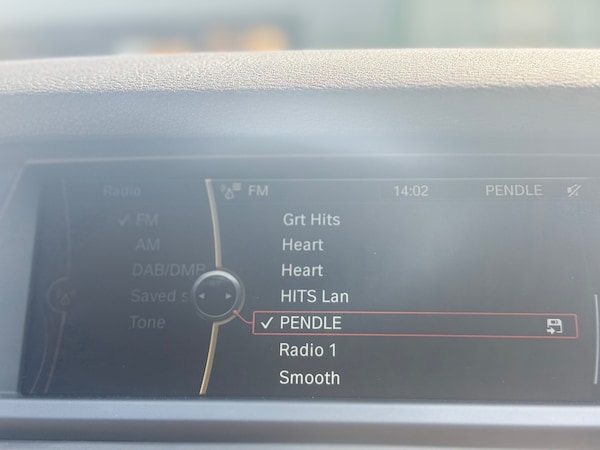 Radio
FM 14:02 PENDLE
✓ FM
AM
DAB/DMB
Saved s
Tone
Grt Hits
Heart
Heart
HITS Lan
✓ PENDLE
Radio 1
Smooth